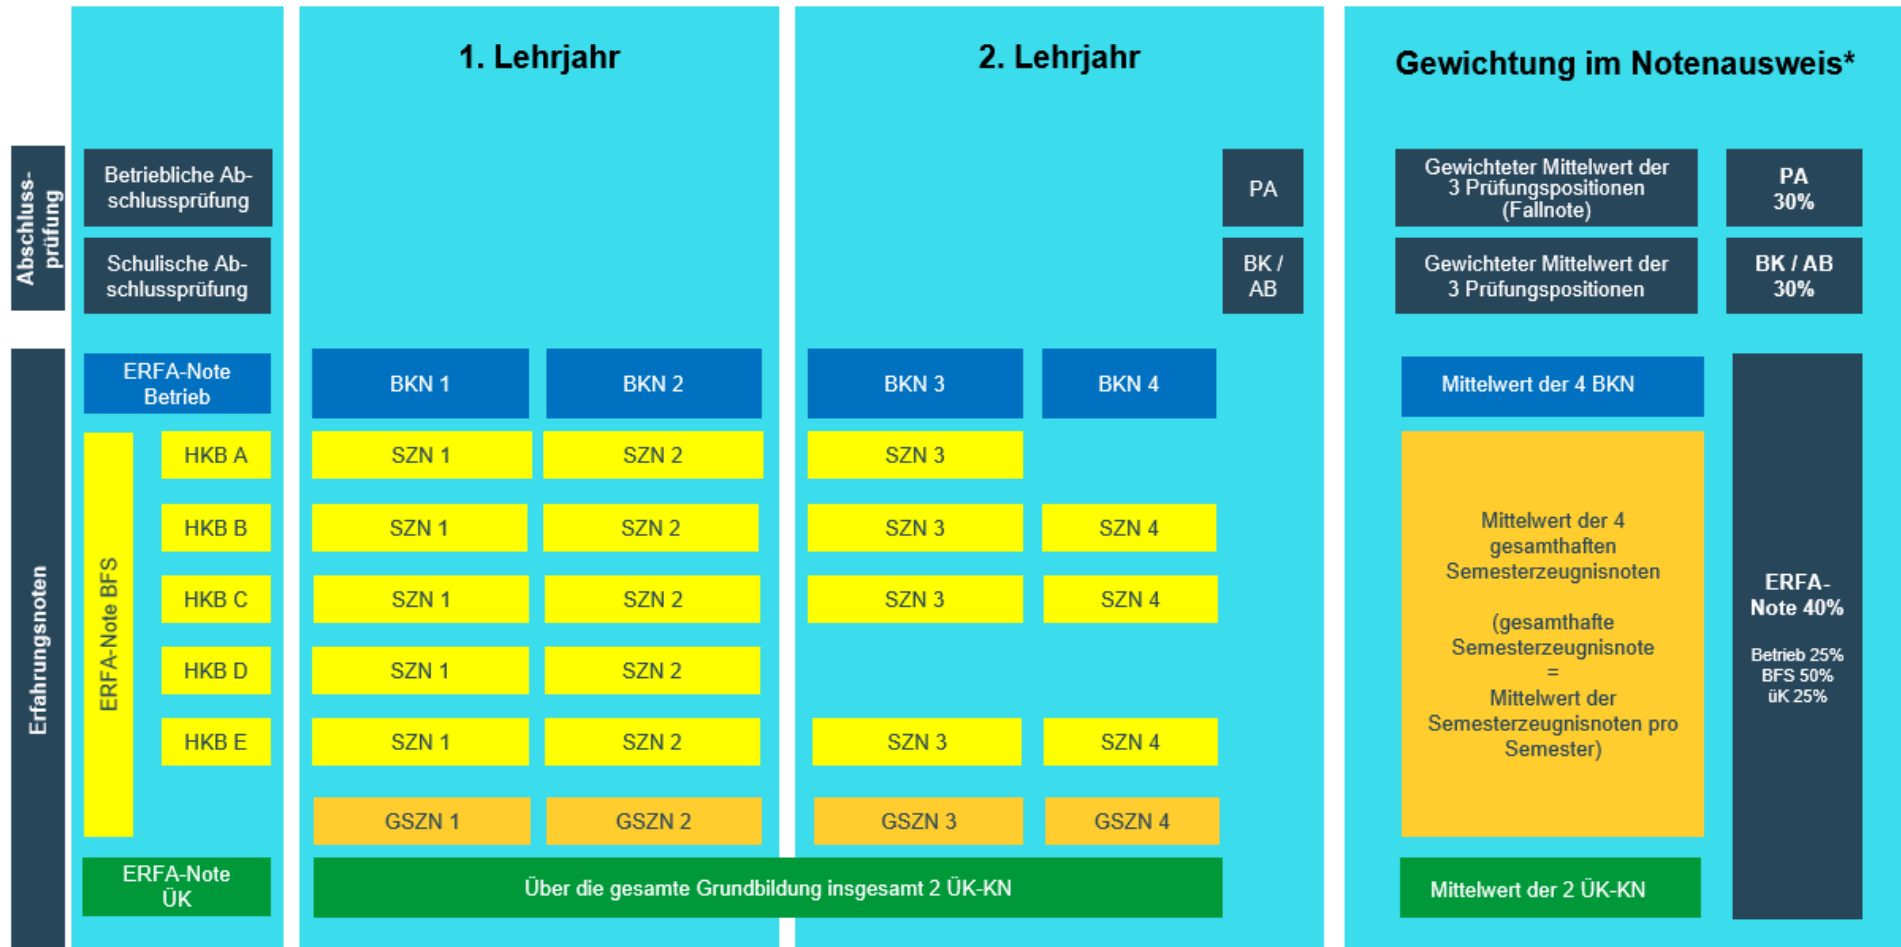 1. Lehrjahr
2. Lehrjahr
Gewichtung im Notenausweis*
Abschluss-
prüfung
Betriebliche Ab-
schlussprüfung
PA
Gewichteter Mittelwert der
3 Prüfungspositionen
(Fallnote)
PA
30%
Schulische Ab-
schlussprüfung
BK /
AB
Gewichteter Mittelwert der
3 Prüfungspositionen
BK / AB
30%
Erfahrungsnoten
ERFA-Note
Betrieb
BKN 1
BKN 2
BKN 3
BKN 4
Mittelwert der 4 BKN
ERFA-Note BFS
HKB A
SZN 1
SZN 2
SZN 3
HKB B
SZN 1
SZN 2
SZN 3
SZN 4
HKB C
SZN 1
SZN 2
SZN 3
SZN 4
HKB D
SZN 1
SZN 2
HKB E
SZN 1
SZN 2
SZN 3
SZN 4
GSZN 1
GSZN 2
GSZN 3
GSZN 4
Mittelwert der 4
gesamthaften
Semesterzeugnisnoten
(gesamthafte
Semesterzeugnisnote
=
Mittelwert der
Semesterzeugnisnoten pro
Semester)
ERFA-
Note 40%
Betrieb 25%
BFS 50%
üK 25%
ERFA-Note
ÜK
Über die gesamte Grundbildung insgesamt 2 ÜK-KN
Mittelwert der 2 ÜK-KN